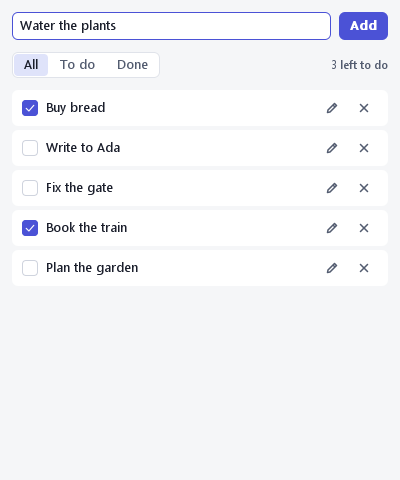 Water the plants
Add
All
To do
Done
3 left to do
Buy bread
Write to Ada
Fix the gate
Book the train
Plan the garden